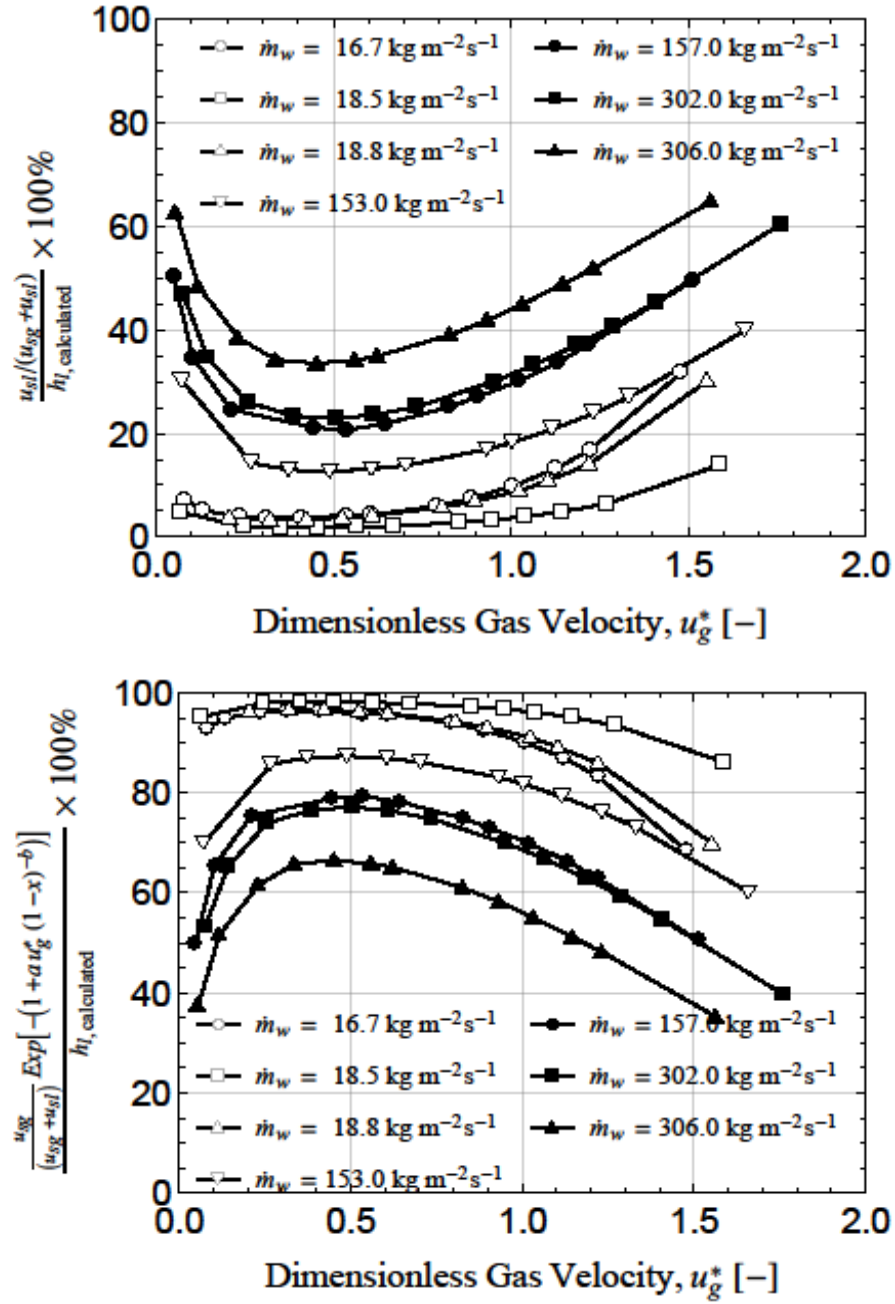 100
80
60
40
20
0
ṁ_w = 16.7 kg m⁻²s⁻¹
ṁ_w = 18.5 kg m⁻²s⁻¹
ṁ_w = 18.8 kg m⁻²s⁻¹
ṁ_w = 153.0 kg m⁻²s⁻¹
ṁ_w = 157.0 kg m⁻²s⁻¹
ṁ_w = 302.0 kg m⁻²s⁻¹
ṁ_w = 306.0 kg m⁻²s⁻¹
u_sl/(u_sg +u_sl) / h_l, calculated × 100%
0.0 0.5 1.0 1.5 2.0
Dimensionless Gas Velocity, u_g^* [−]
100
80
60
40
20
0
ṁ_w = 16.7 kg m⁻²s⁻¹
ṁ_w = 18.5 kg m⁻²s⁻¹
ṁ_w = 18.8 kg m⁻²s⁻¹
ṁ_w = 153.0 kg m⁻²s⁻¹
ṁ_w = 157.0 kg m⁻²s⁻¹
ṁ_w = 302.0 kg m⁻²s⁻¹
ṁ_w = 306.0 kg m⁻²s⁻¹
u_sg / (u_sg +u_sl) Exp[−(1+a u_g^* (1−x)^−b)] / h_l, calculated × 100%
0.0 0.5 1.0 1.5 2.0
Dimensionless Gas Velocity, u_g^* [−]